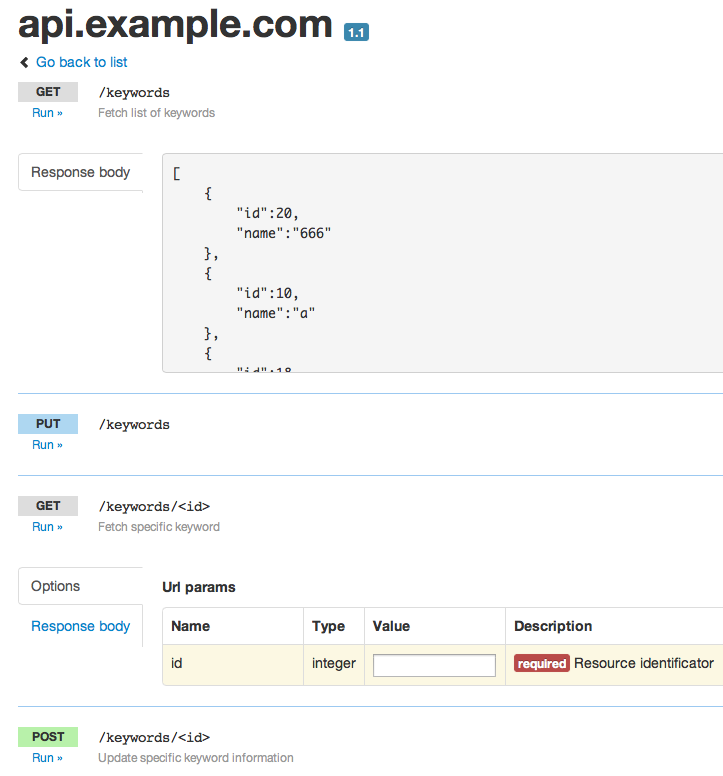 api.example.com 1.1
Go back to list
GET /keywords
Run » Fetch list of keywords
Response body
[
{
"id":20,
"name":"666"
},
{
"id":10,
"name":"a"
},
{
"id":18
PUT /keywords
Run »
GET /keywords/<id>
Run » Fetch specific keyword
Options Url params
Response body
Name Type Value Description
id integer required Resource identificator
POST /keywords/<id>
Run » Update specific keyword information